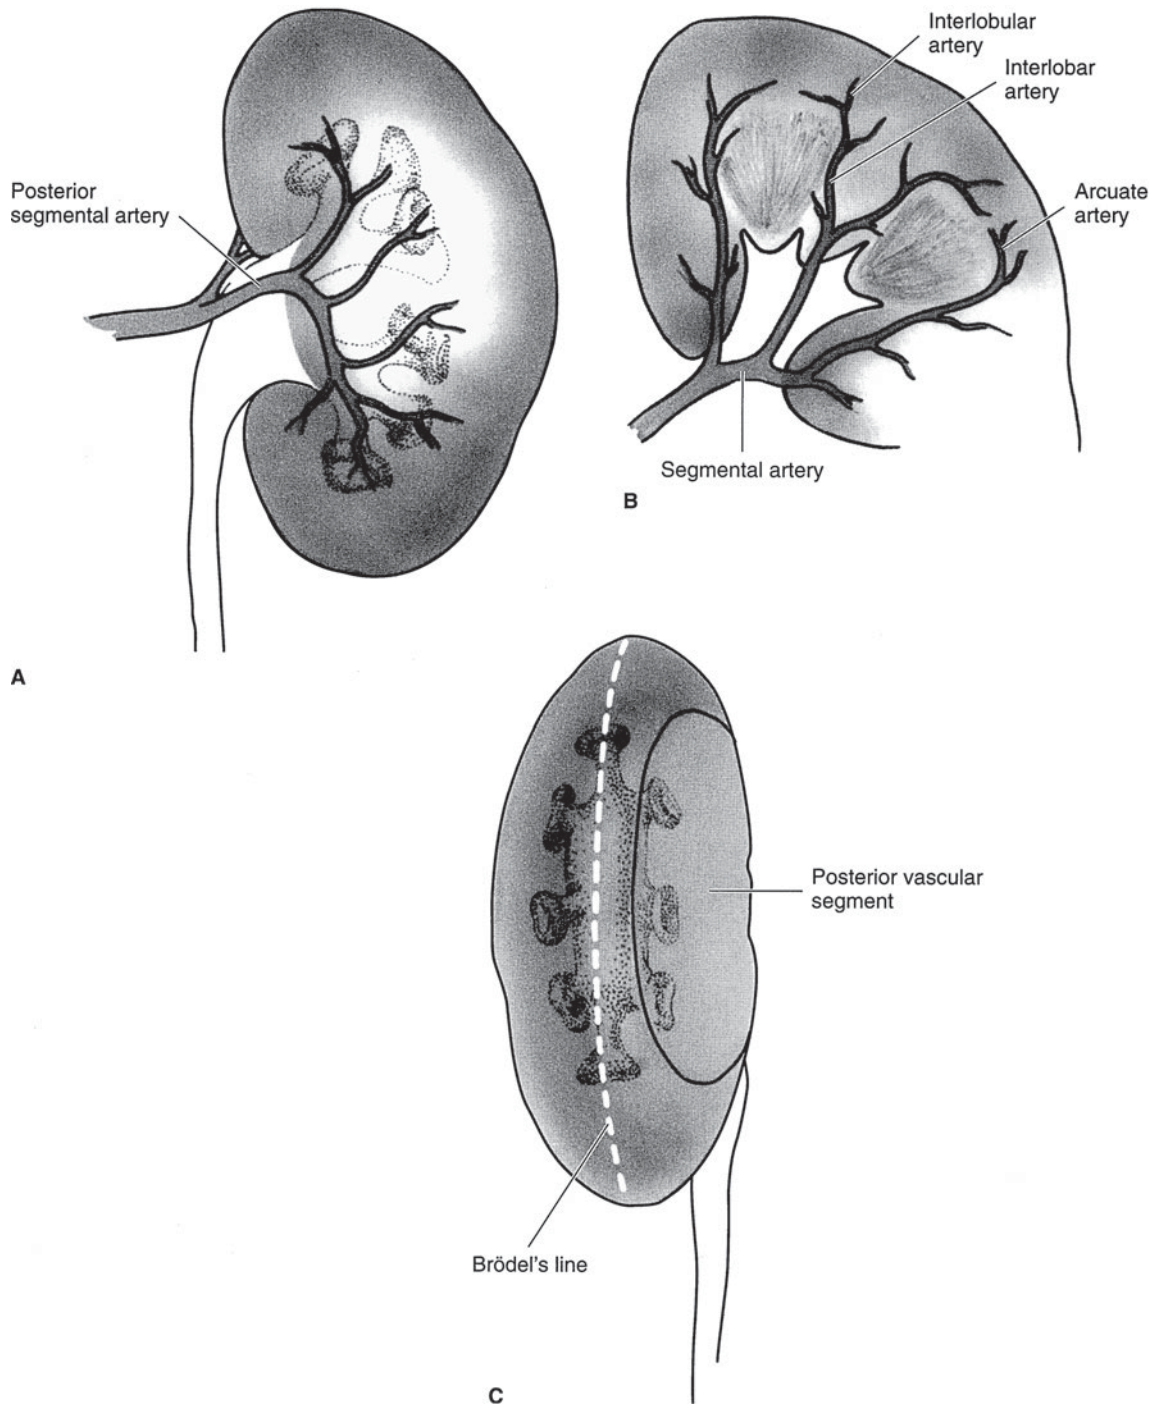 Posterior
segmental artery
A
Interlobular
artery
Interlobar
artery
Arcuate
artery
Segmental artery
B
Posterior vascular
segment
Brödel's line
C